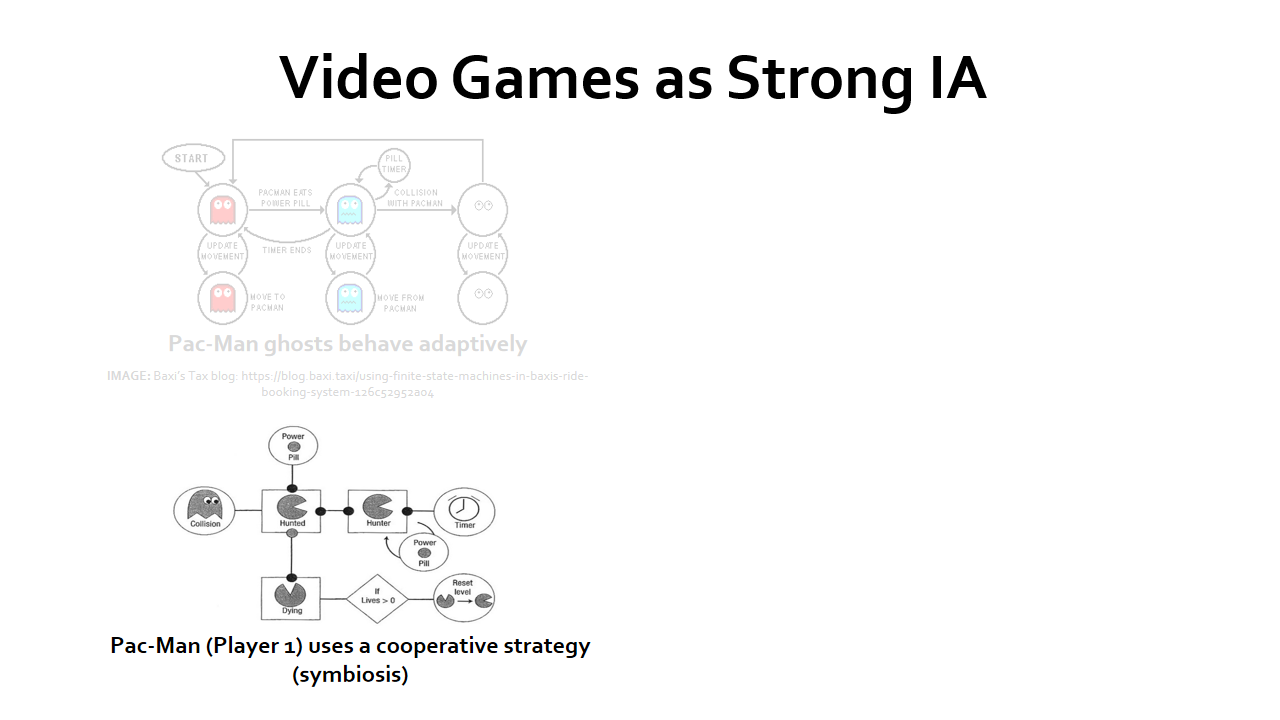 Video Games as Strong IA
START
PILL
TIMER
PACMAN EATS
POWER PILL
COLLISION
WITH PACMAN
UPDATE
MOVEMENT
TIMER ENDS
UPDATE
MOVEMENT
UPDATE
MOVEMENT
MOVE TO
PACMAN
MOVE FROM
PACMAN
Pac-Man ghosts behave adaptively
IMAGE: Baxi's Tax blog: https://blog.baxi.taxi/using-finite-state-machines-in-baxis-ride-
booking-system-126c52952a04
Power
Pill
Collision
Hunted
Hunter
Timer
Power
Pill
Dying
If
Lives > 0
Reset
level
Pac-Man (Player 1) uses a cooperative strategy
(symbiosis)